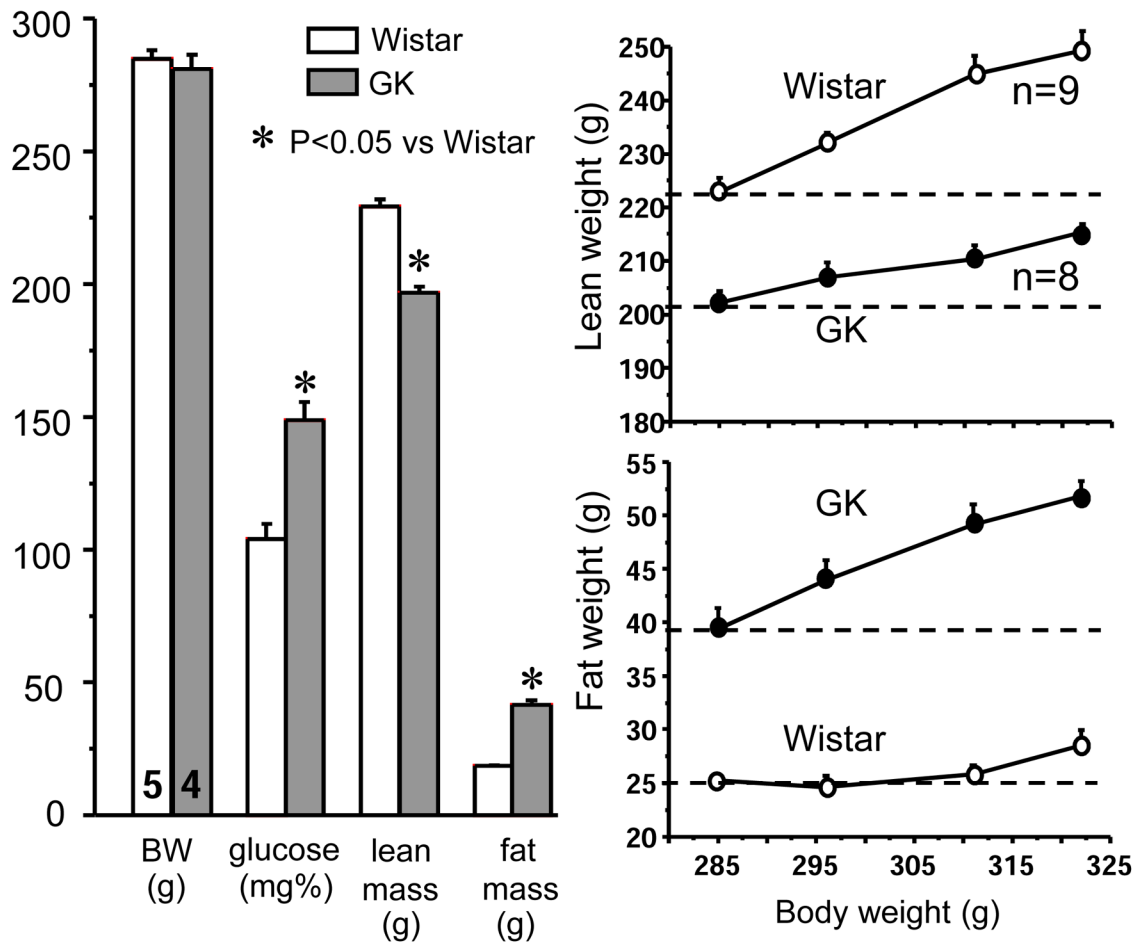 300
250
200
150
100
50
0
Wistar
GK
* P<0.05 vs Wistar
*
*
*
5 4
BW
(g)
glucose
(mg%)
lean
mass
(g)
fat
mass
(g)
Lean weight (g)
250
240
230
220
210
200
190
180
Wistar
n=9
n=8
GK
Fat weight (g)
55
50
45
40
35
30
25
20
GK
Wistar
285 295 305 315 325
Body weight (g)